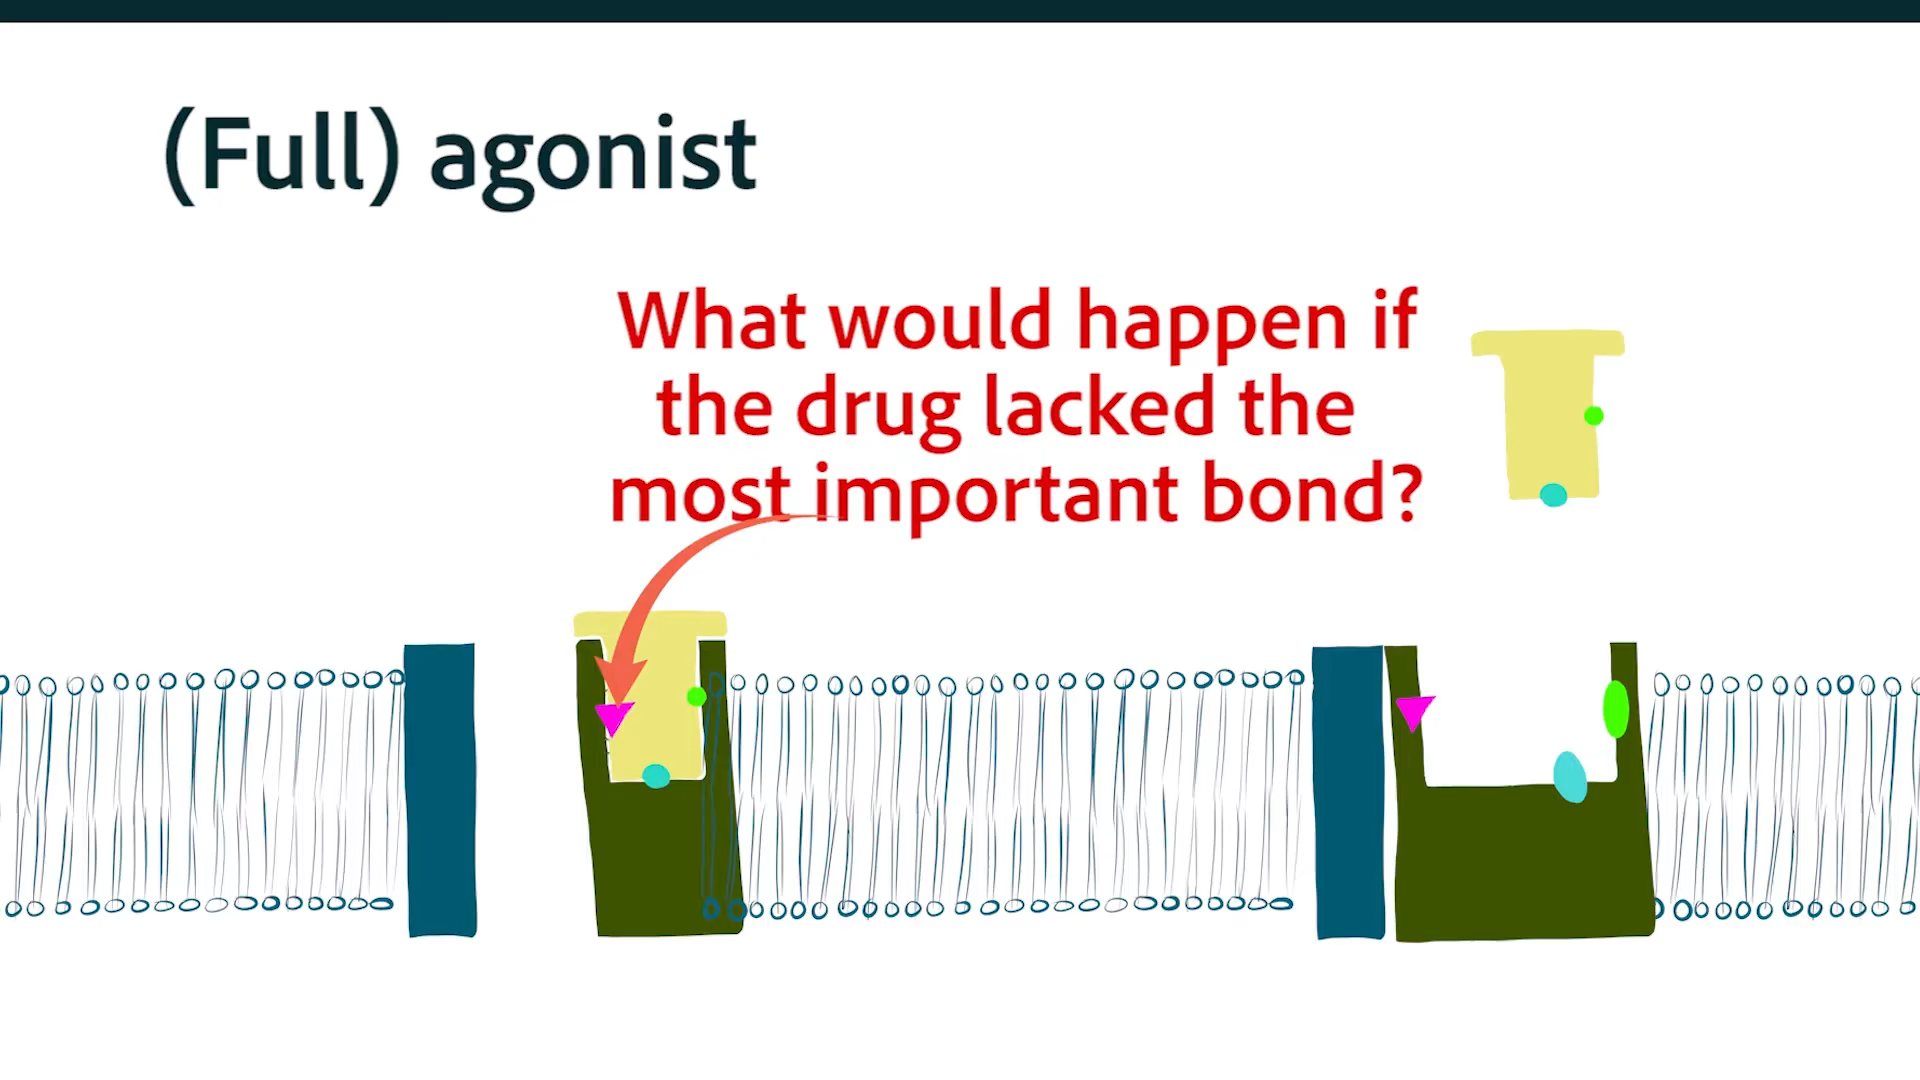 (Full) agonist
What would happen if
the drug lacked the
most important bond?